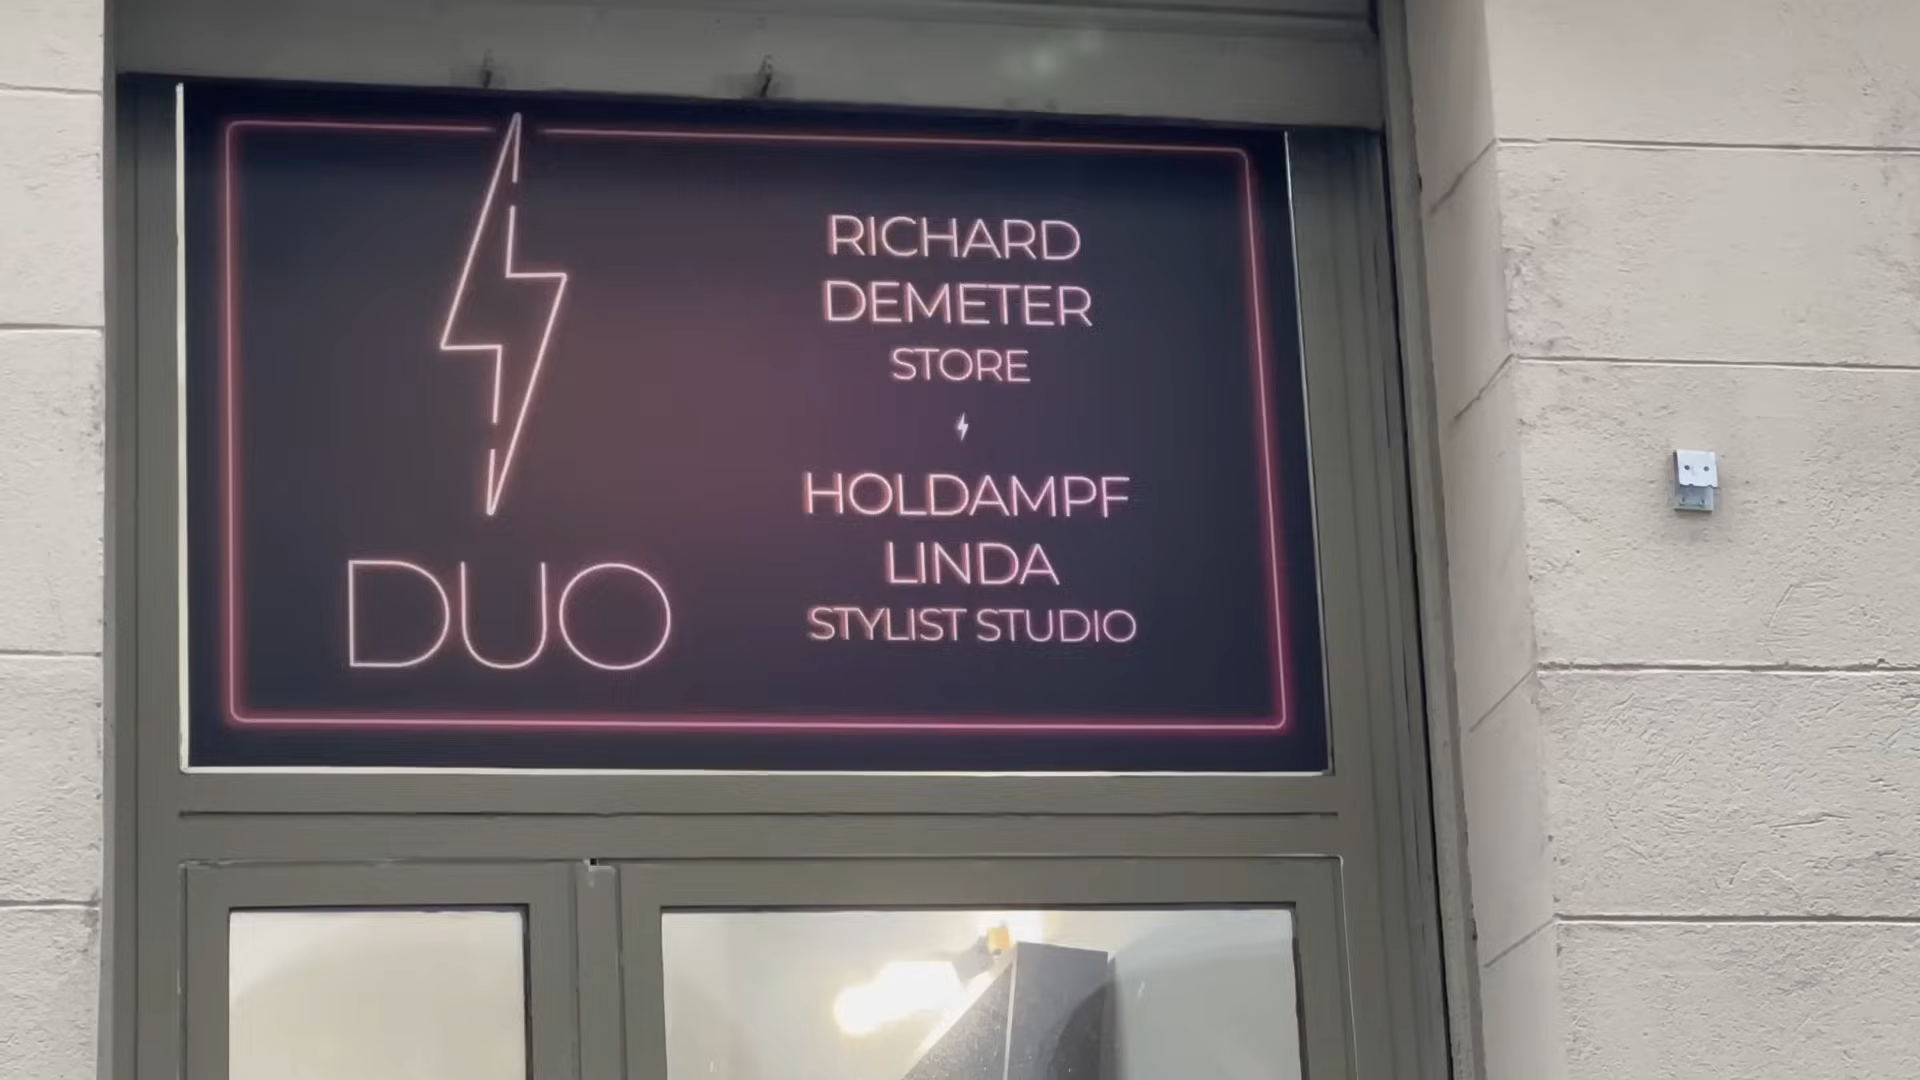 DUO
RICHARD
DEMETER
STORE
HOLDAMPF
LINDA
STYLIST STUDIO